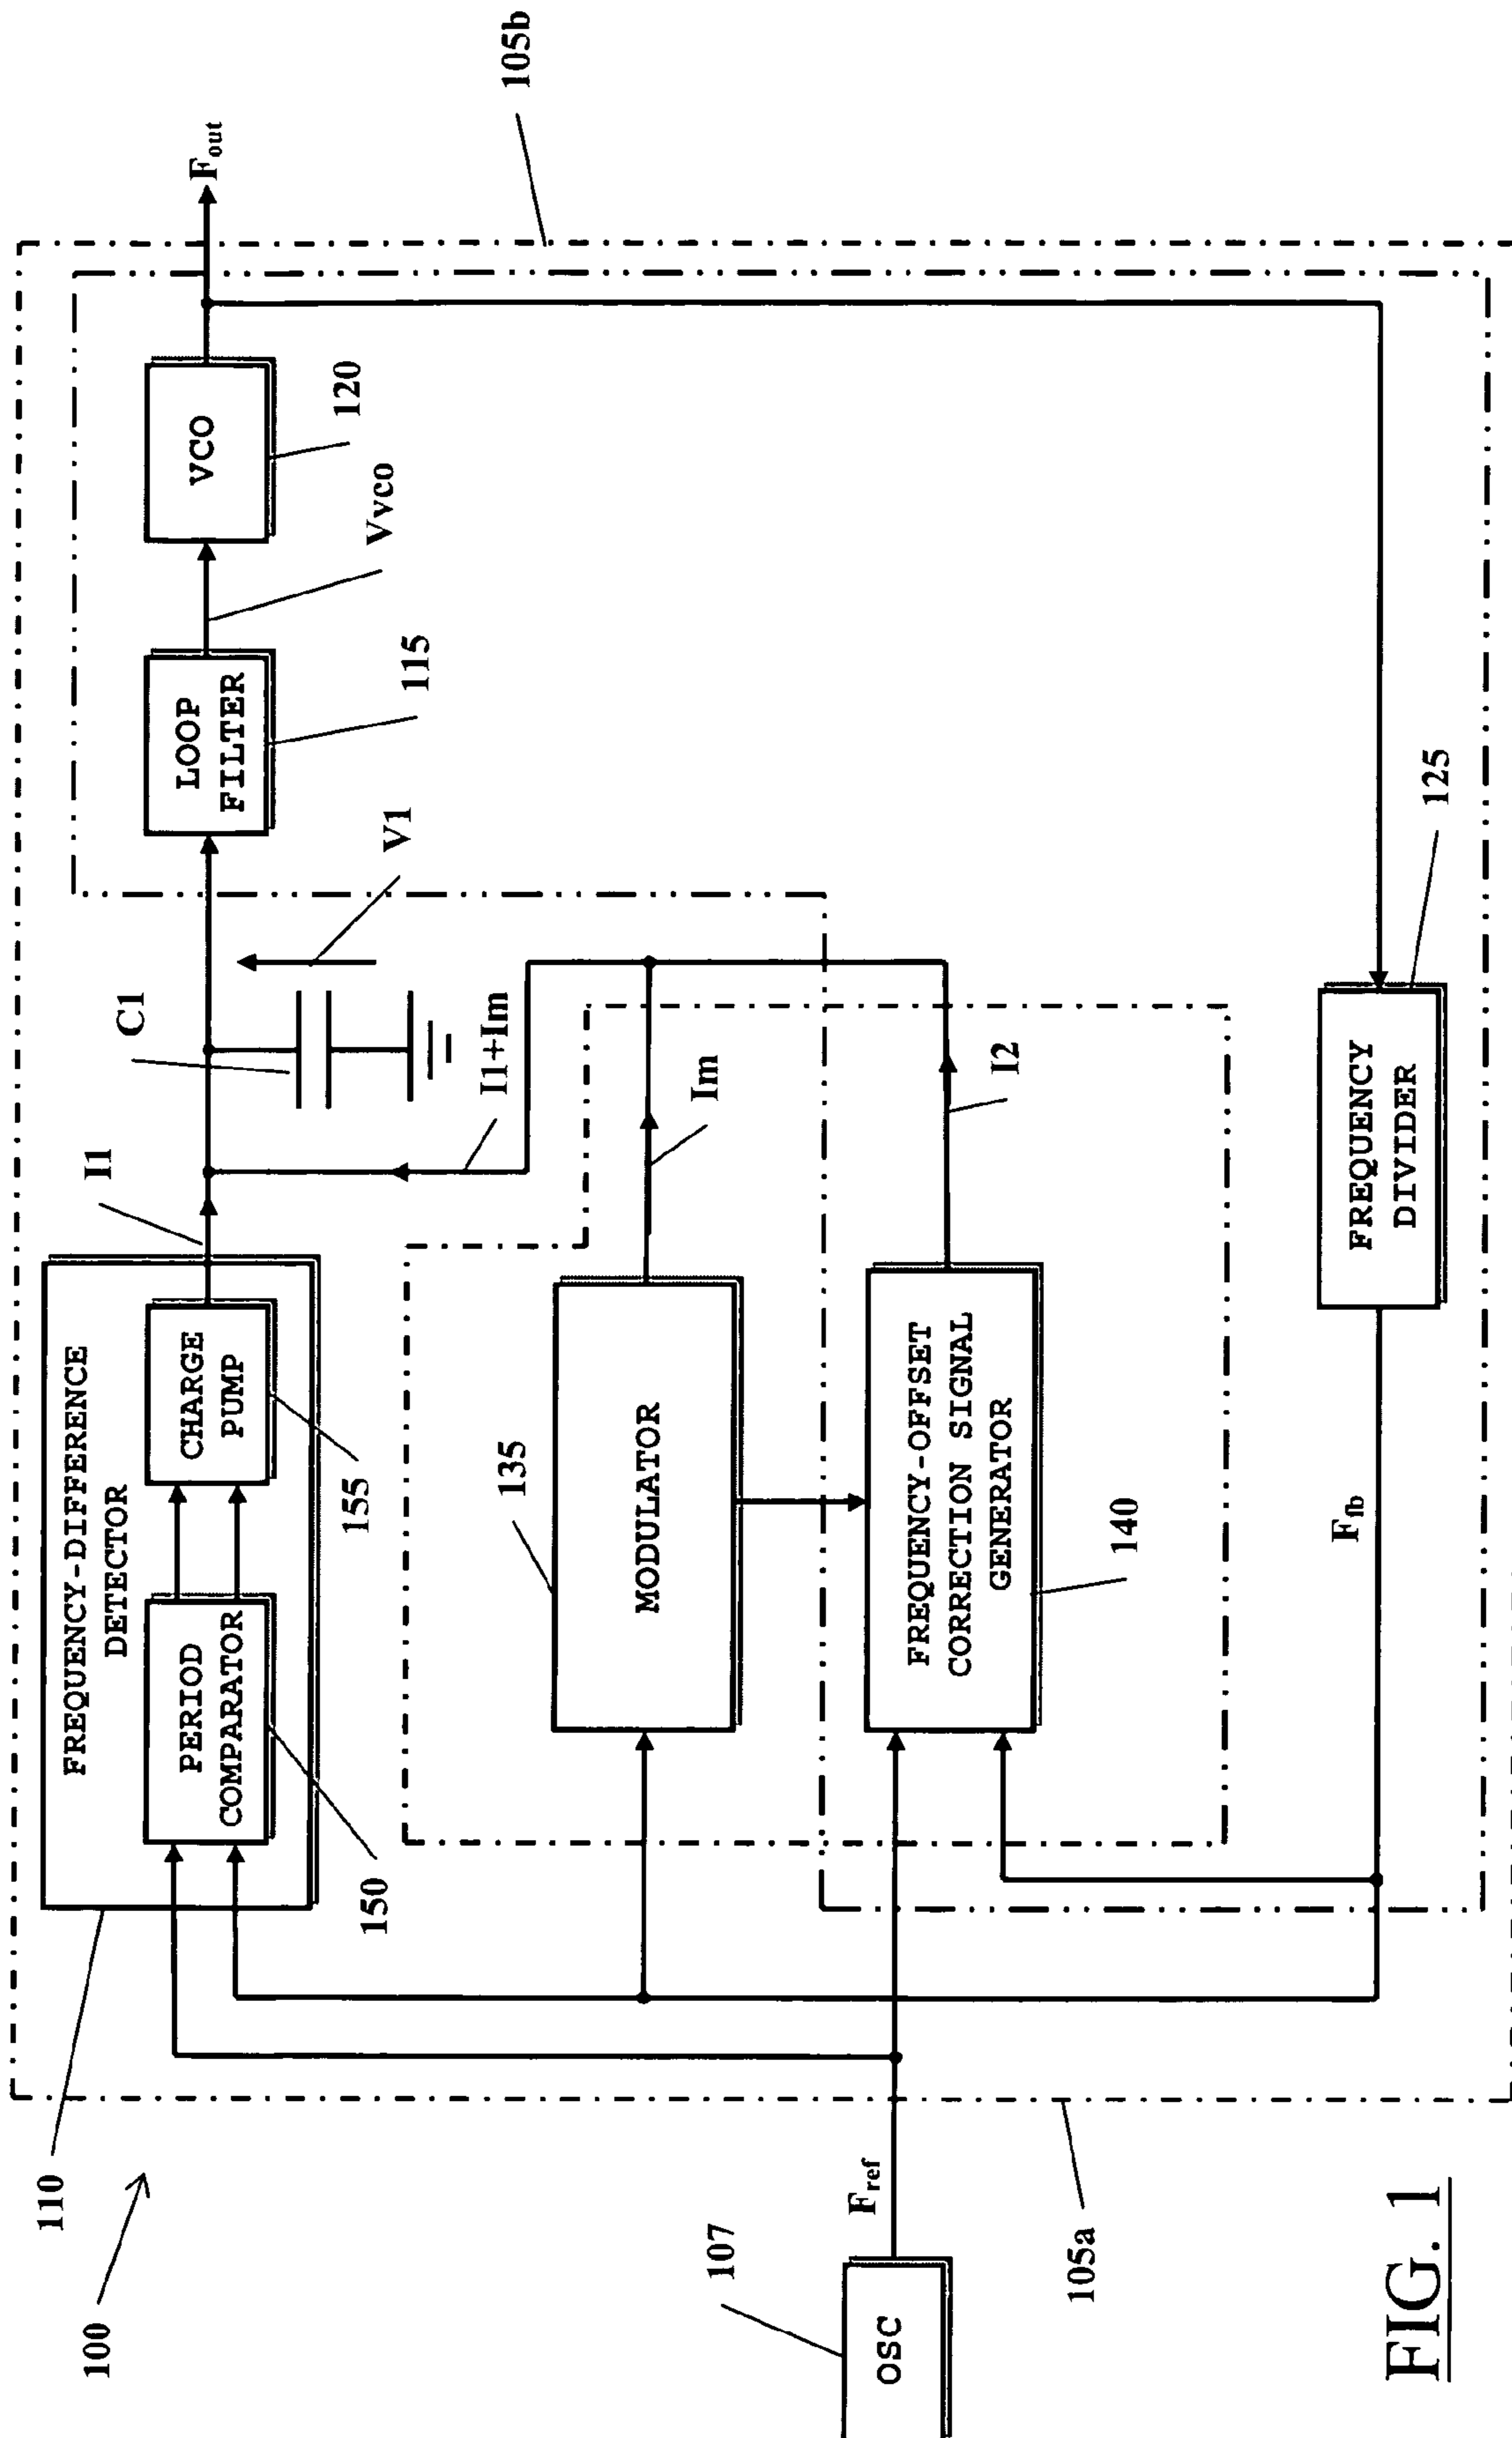 100
110
FREQUENCY-DIFFERENCE
DETECTOR
PERIOD
COMPARATOR
150
CHARGE
PUMP
155
I1
C1
V1
I1+Im
LOOP
FILTER
115
Vvco
VCO
120
Fout
105b
135
MODULATOR
Im
FREQUENCY-OFFSET
CORRECTION SIGNAL
GENERATOR
140
I2
107
OSC
Fref
105a
Ffb
FREQUENCY
DIVIDER
125
FIG. 1